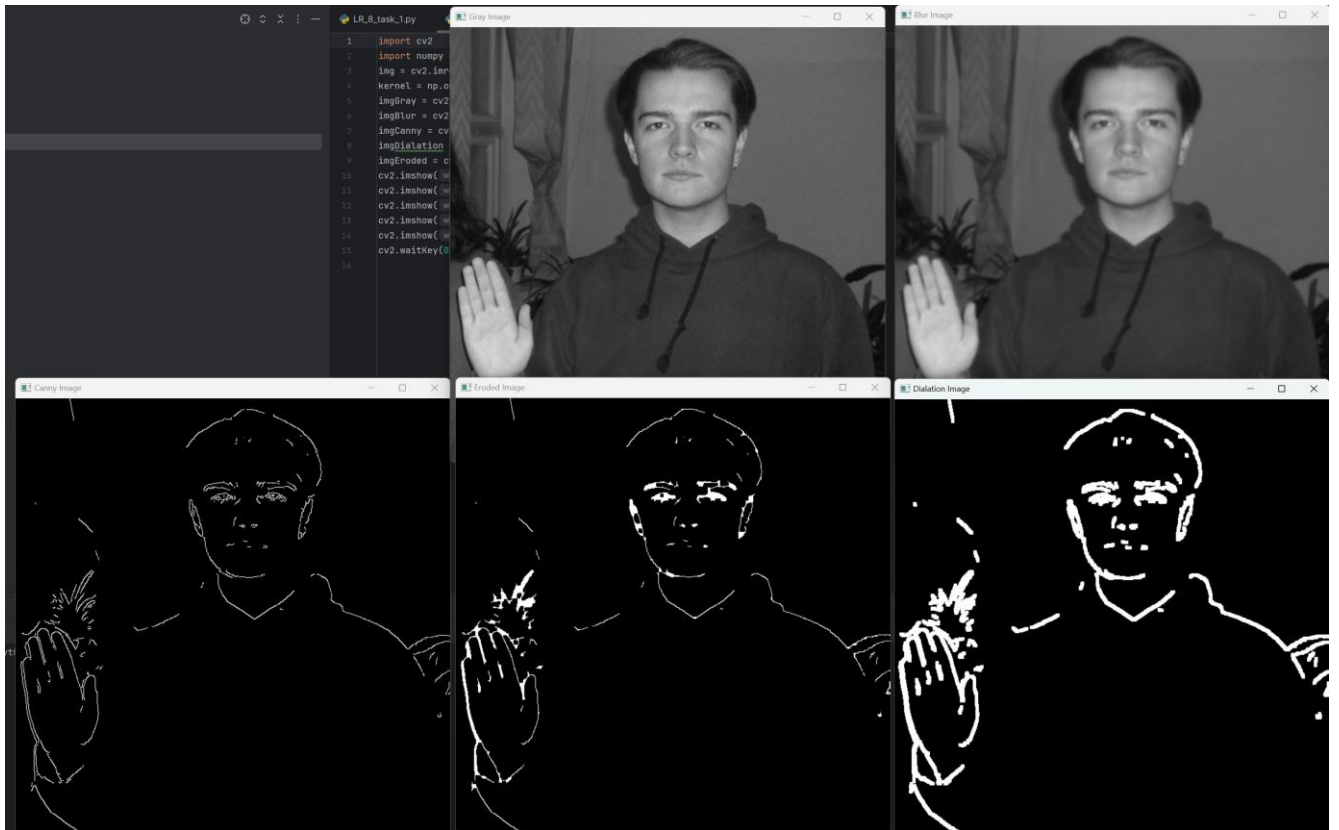 LR_8_task_1.py
1 import cv2
2 import numpy
3 img = cv2.imr
4 kernel = np.o
5 imgGray = cv2
6 imgBlur = cv2
7 imgCanny = cv
8 imgDialation
9 imgEroded = c
10 cv2.imshow( w
11 cv2.imshow( w
12 cv2.imshow( w
13 cv2.imshow( w
14 cv2.imshow( w
15 cv2.waitKey(0
16
Gray Image
Blur Image
Canny Image
Eroded Image
Dialation Image